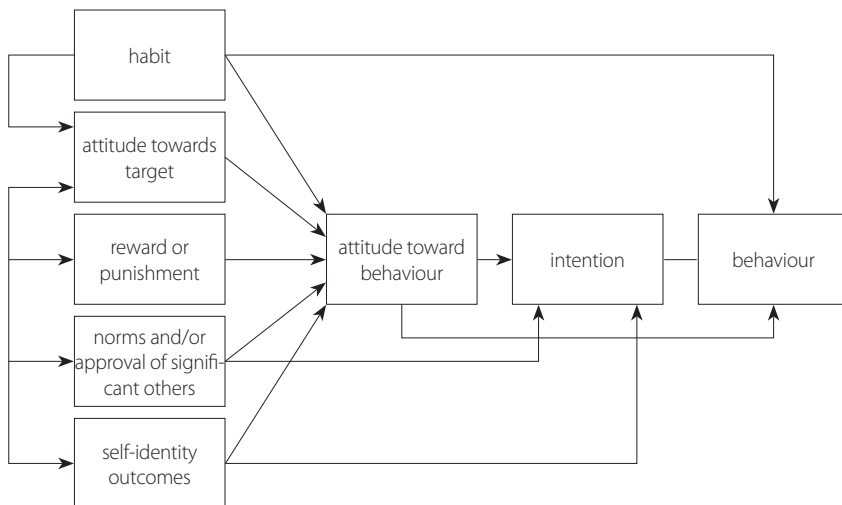 habit
attitude towards
target
reward or
punishment
norms and/or
approval of signifi-
cant others
self-identity
outcomes
attitude toward
behaviour
intention
behaviour